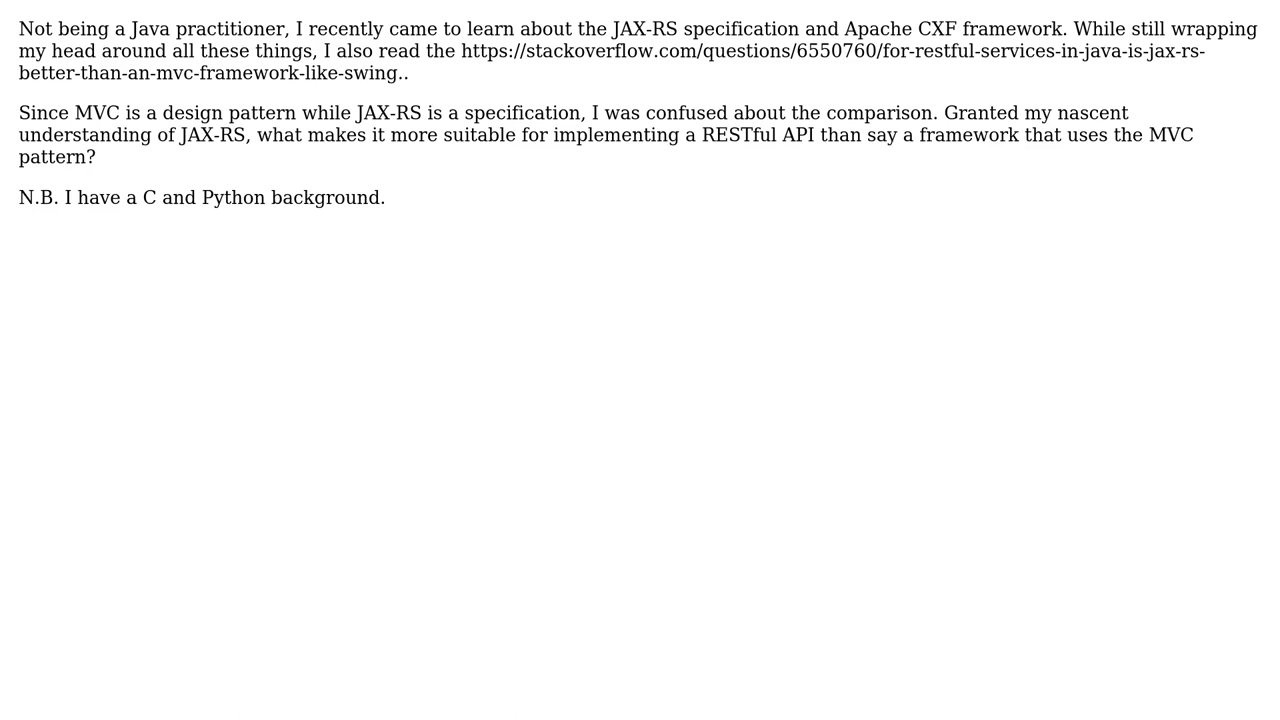 Not being a Java practitioner, I recently came to learn about the JAX-RS specification and Apache CXF framework. While still wrapping
my head around all these things, I also read the https://stackoverflow.com/questions/6550760/for-restful-services-in-java-is-jax-rs-
better-than-an-mvc-framework-like-swing..
Since MVC is a design pattern while JAX-RS is a specification, I was confused about the comparison. Granted my nascent
understanding of JAX-RS, what makes it more suitable for implementing a RESTful API than say a framework that uses the MVC
pattern?
N.B. I have a C and Python background.